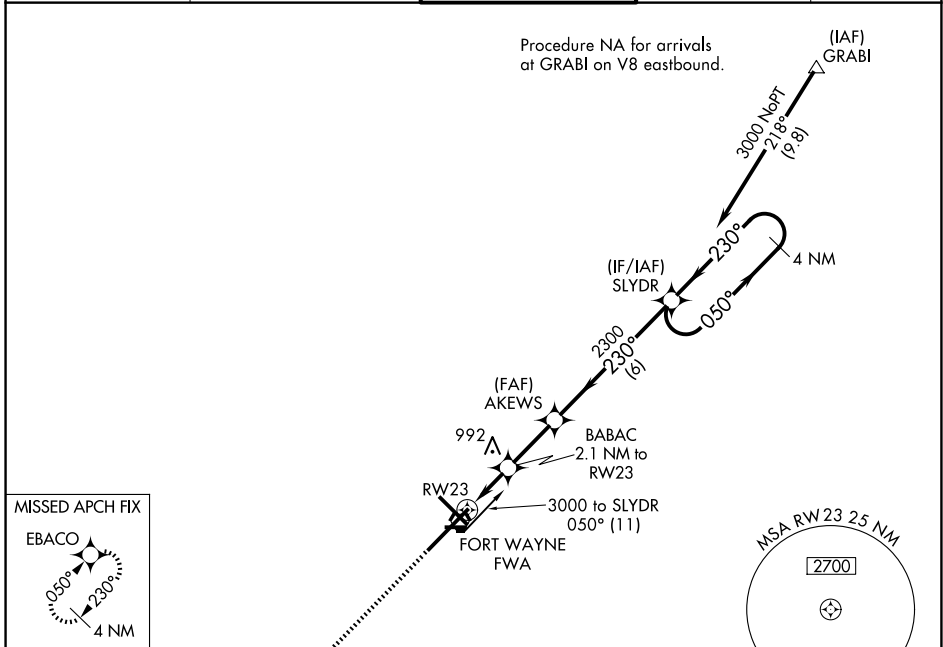 Procedure NA for arrivals
at GRABI on V8 eastbound.
(IAF)
GRABI
3000 NoPT
218°
(9.8)
230°
4 NM
050°
(IF/IAF)
SLYDR
2300
230°
(6)
(FAF)
AKEWS
992
BABAC
2.1 NM to
RW23
RW23
3000 to SLYDR
050° (11)
FORT WAYNE
FWA
MISSED APCH FIX
EBACO
050°
230°
4 NM
MSA RW 23 25 NM
2700